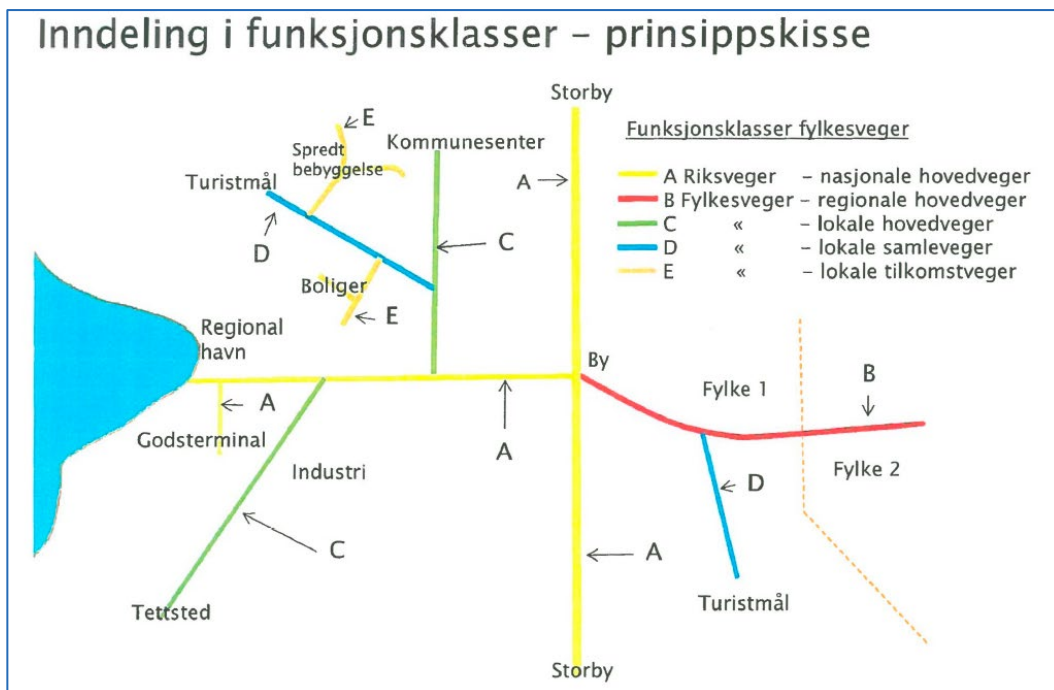 Inndeling i funksjonsklasser – prinsippskisse
Storby
E
Kommunesenter
Spredt
bebyggelse
Turistmål
A
D
C
Boliger
E
Funksjonsklasser fylkesveger
A Riksveger – nasjonale hovedveger
B Fylkesveger – regionale hovedveger
C « – lokale hovedveger
D « – lokale samleveger
E « – lokale tilkomstveger
Regional
havn
By
Fylke 1
B
A
Godsterminal
A
Industri
D
Fylke 2
C
A
Tettsted
Turistmål
Storby